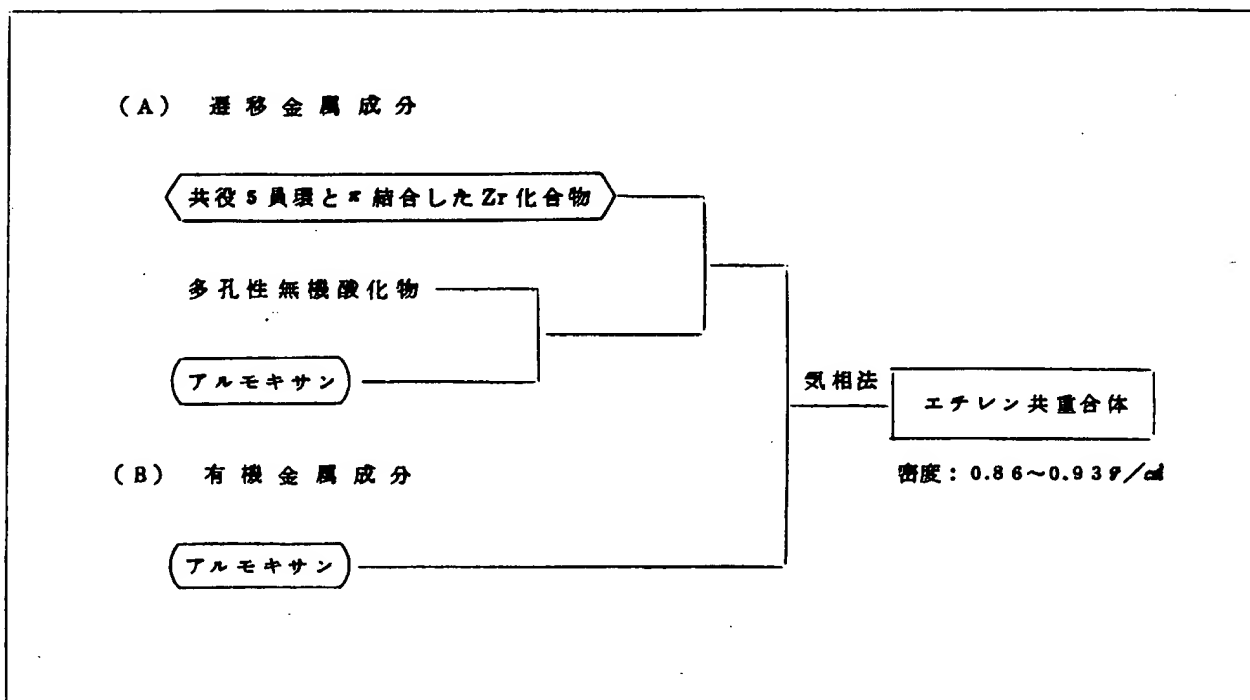 (A) 遷移金属成分
共役5員環とπ結合したZr化合物
多孔性無機酸化物
アルモキサン
気相法
エチレン共重合体
(B) 有機金属成分
密度：0.86～0.93g/cm³
アルモキサン